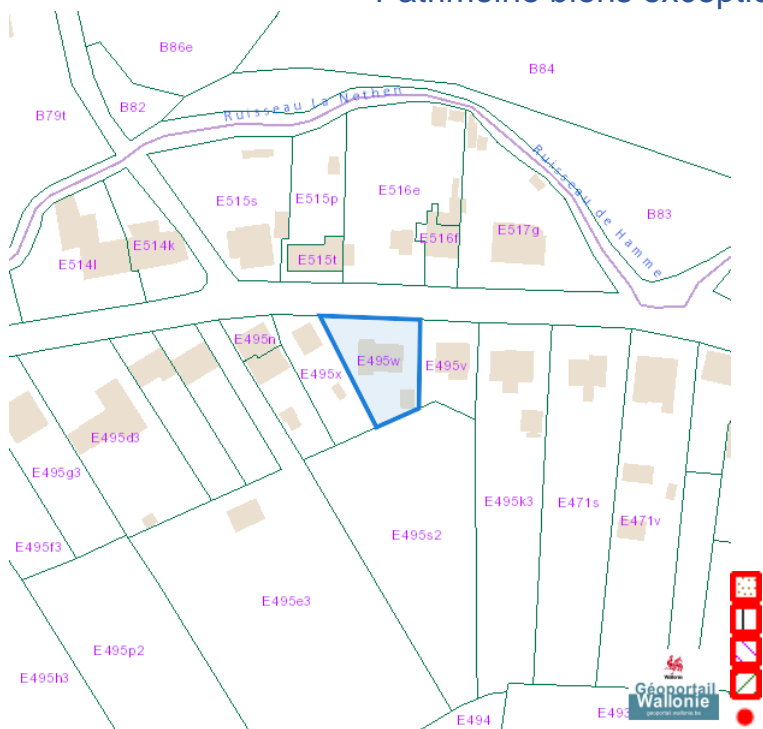 Patrimoine biens exceptio
B86e
B84
B79t
B82
Ruisseau La Nothen
Ruisseau de Hamme
E515s
E515p
E516e
B83
E514l
E514k
E515t
E516f
E517g
E495n
E495x
E495w
E495v
E495d3
E495g3
E495k3
E471s
E471v
E495f3
E495s2
E495e3
E495p2
E495h3
E494
E493
Wallonie
Géoportail
Wallonie
geoportail.wallonie.be